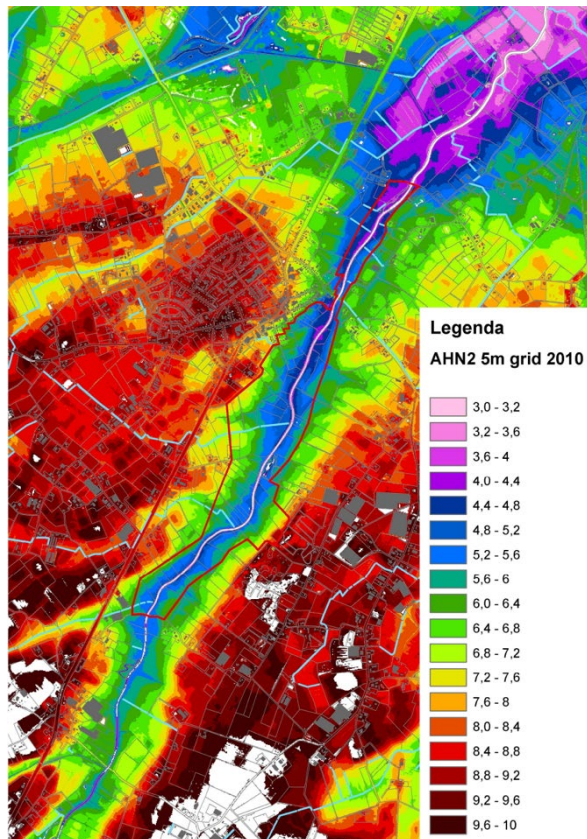 Legenda
AHN2 5m grid 2010
3,0 - 3,2
3,2 - 3,6
3,6 - 4
4,0 - 4,4
4,4 - 4,8
4,8 - 5,2
5,2 - 5,6
5,6 - 6
6,0 - 6,4
6,4 - 6,8
6,8 - 7,2
7,2 - 7,6
7,6 - 8
8,0 - 8,4
8,4 - 8,8
8,8 - 9,2
9,2 - 9,6
9,6 - 10